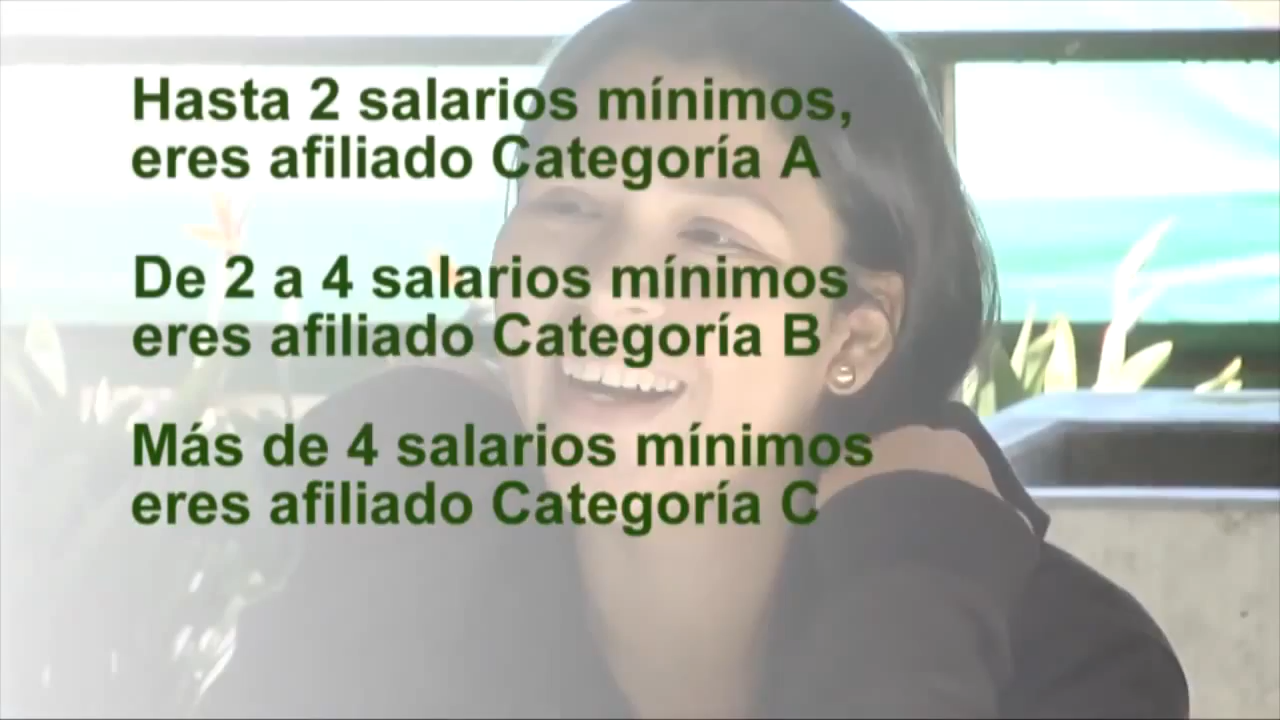 Hasta 2 salarios mínimos,
eres afiliado Categoría A
De 2 a 4 salarios mínimos
eres afiliado Categoría B
Más de 4 salarios mínimos
eres afiliado Categoría C